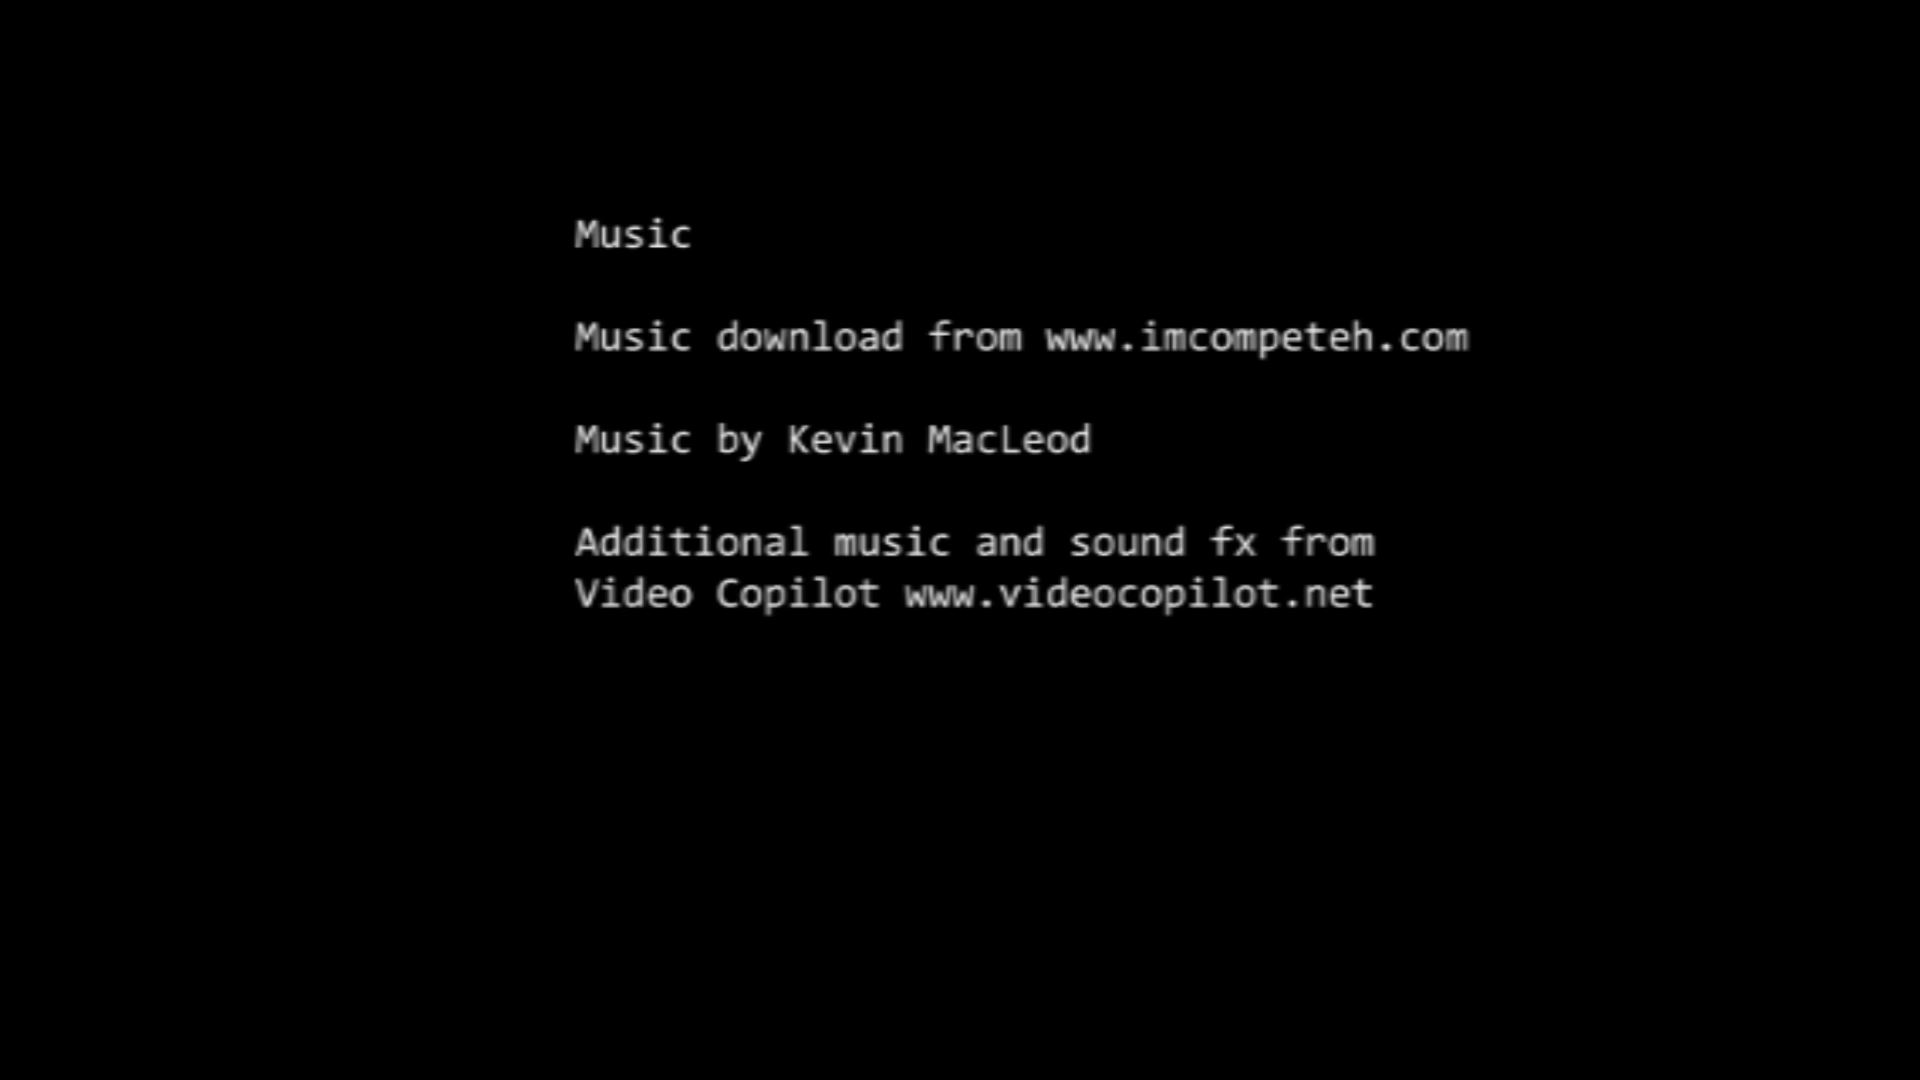 Music
Music download from www.imcompeteh.com
Music by Kevin MacLeod
Additional music and sound fx from
Video Copilot www.videocopilot.net